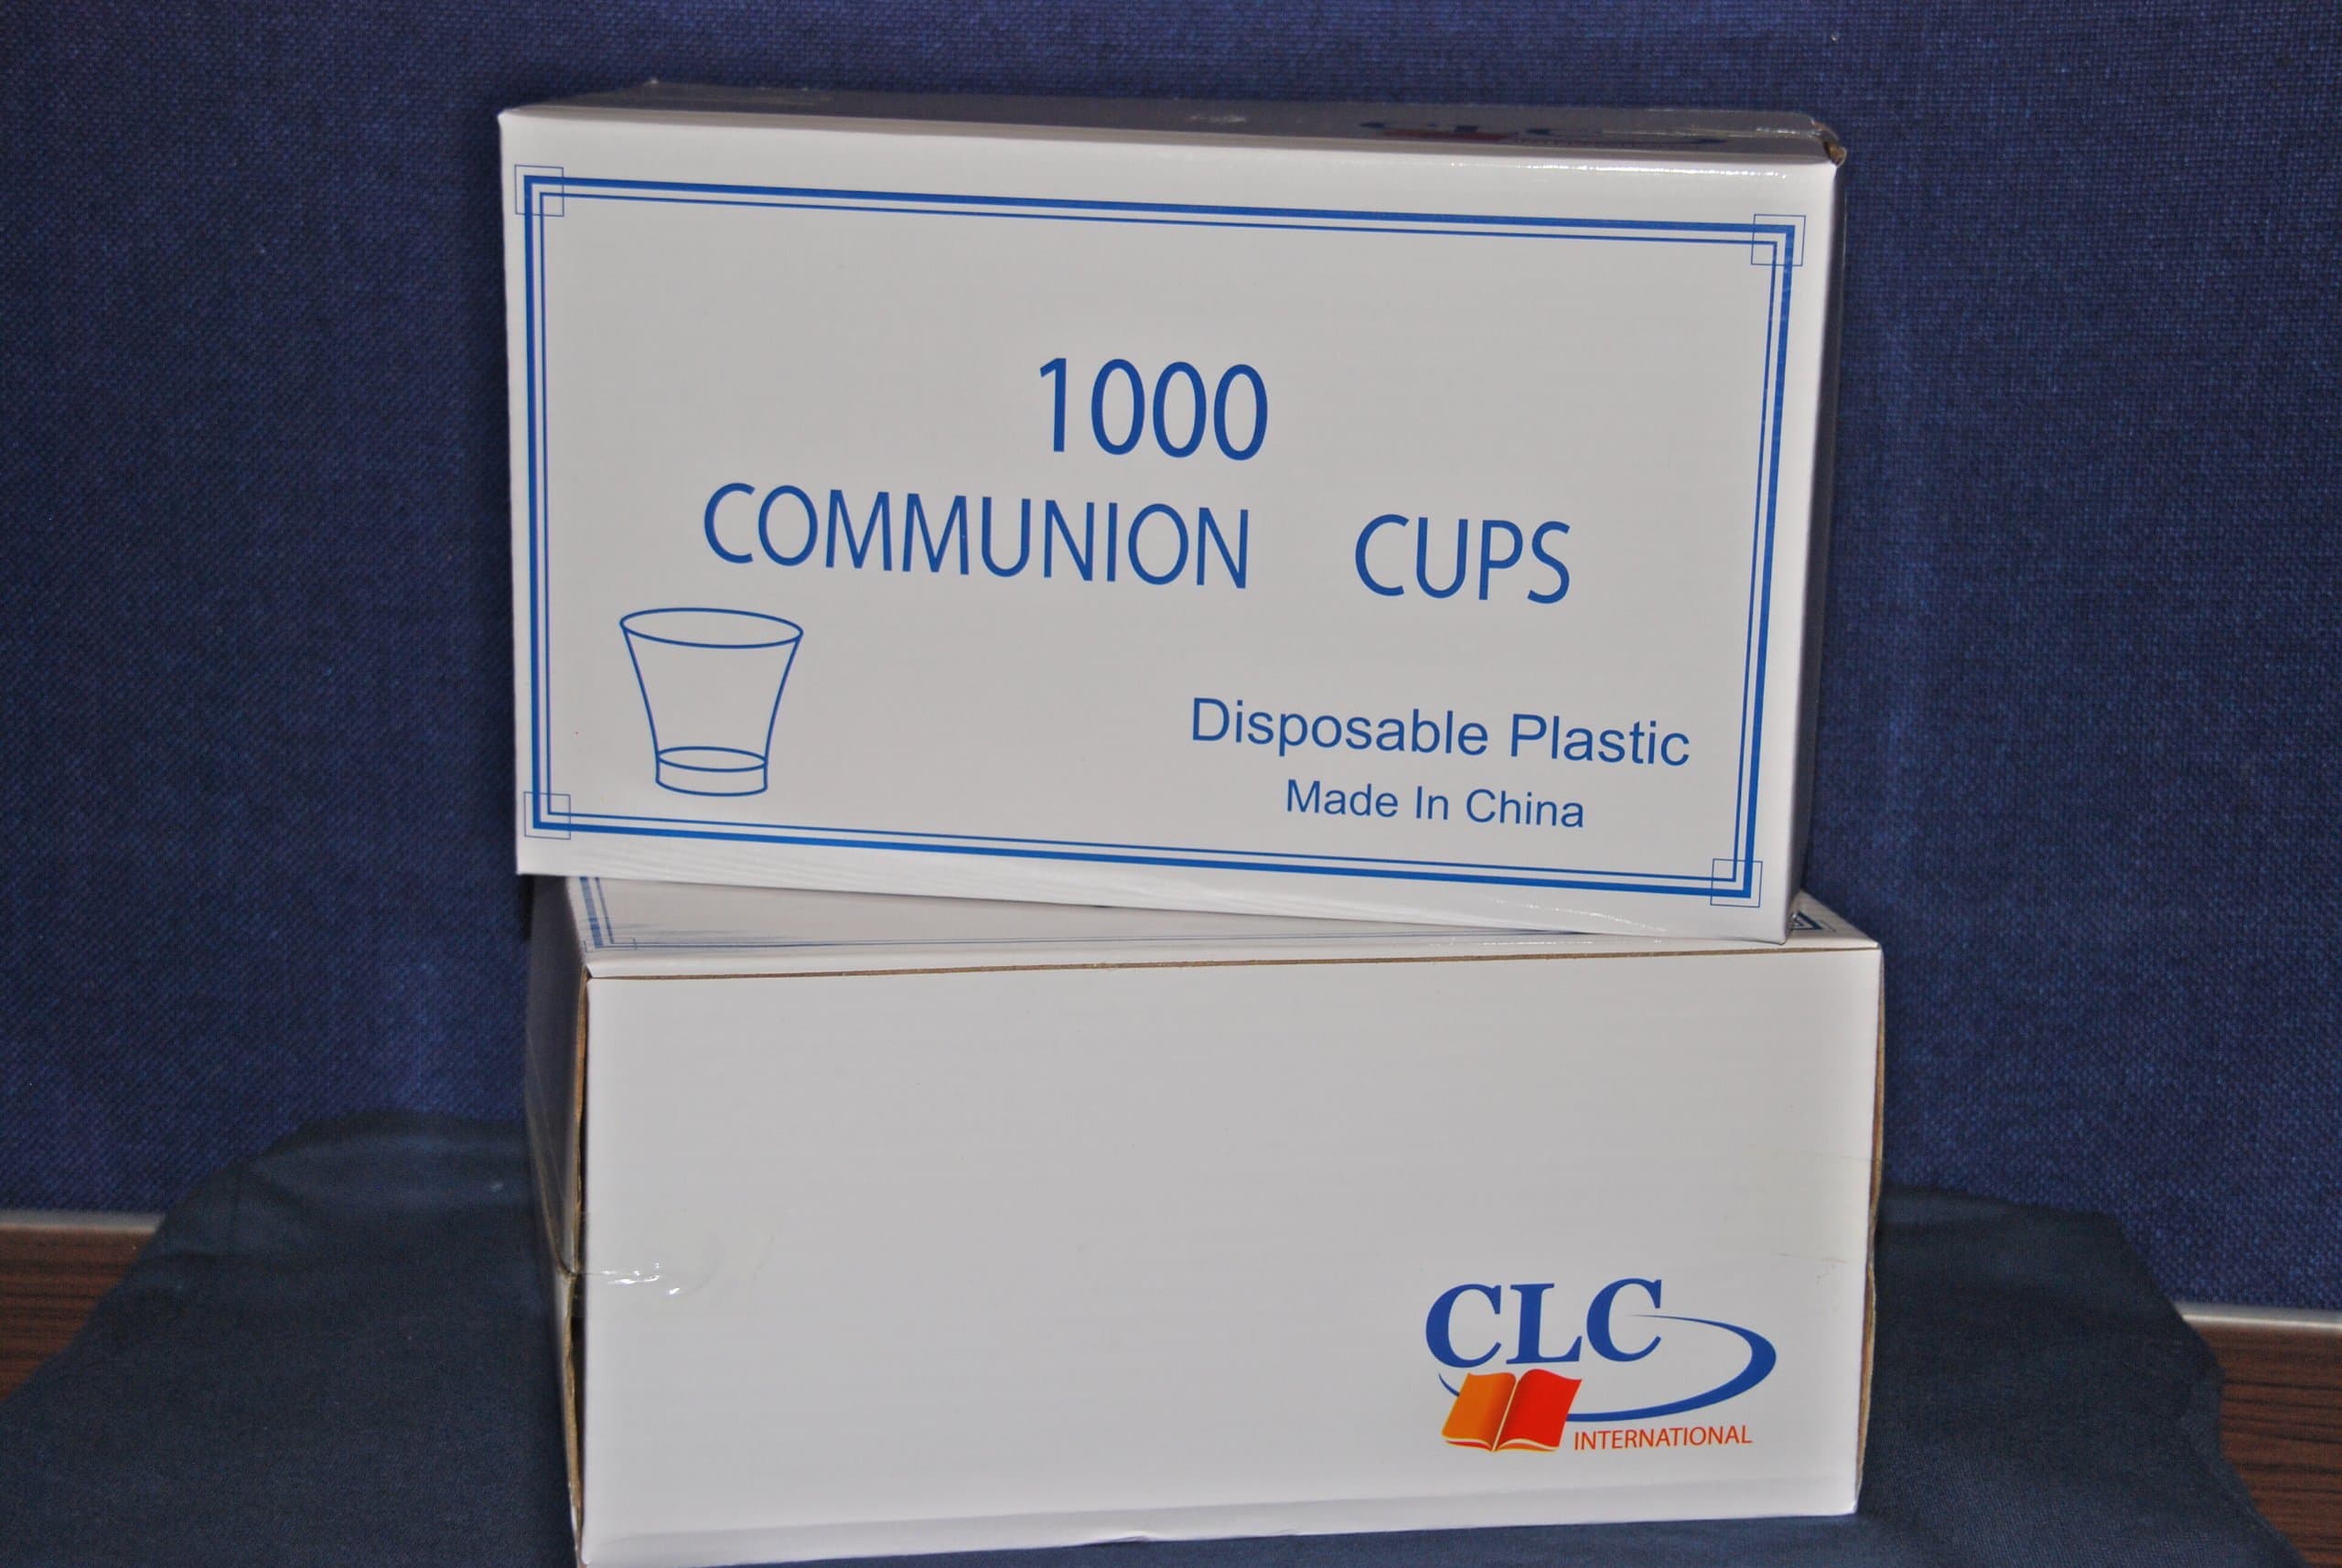 1000
COMMUNION CUPS
Disposable Plastic
Made In China
CLC
INTERNATIONAL